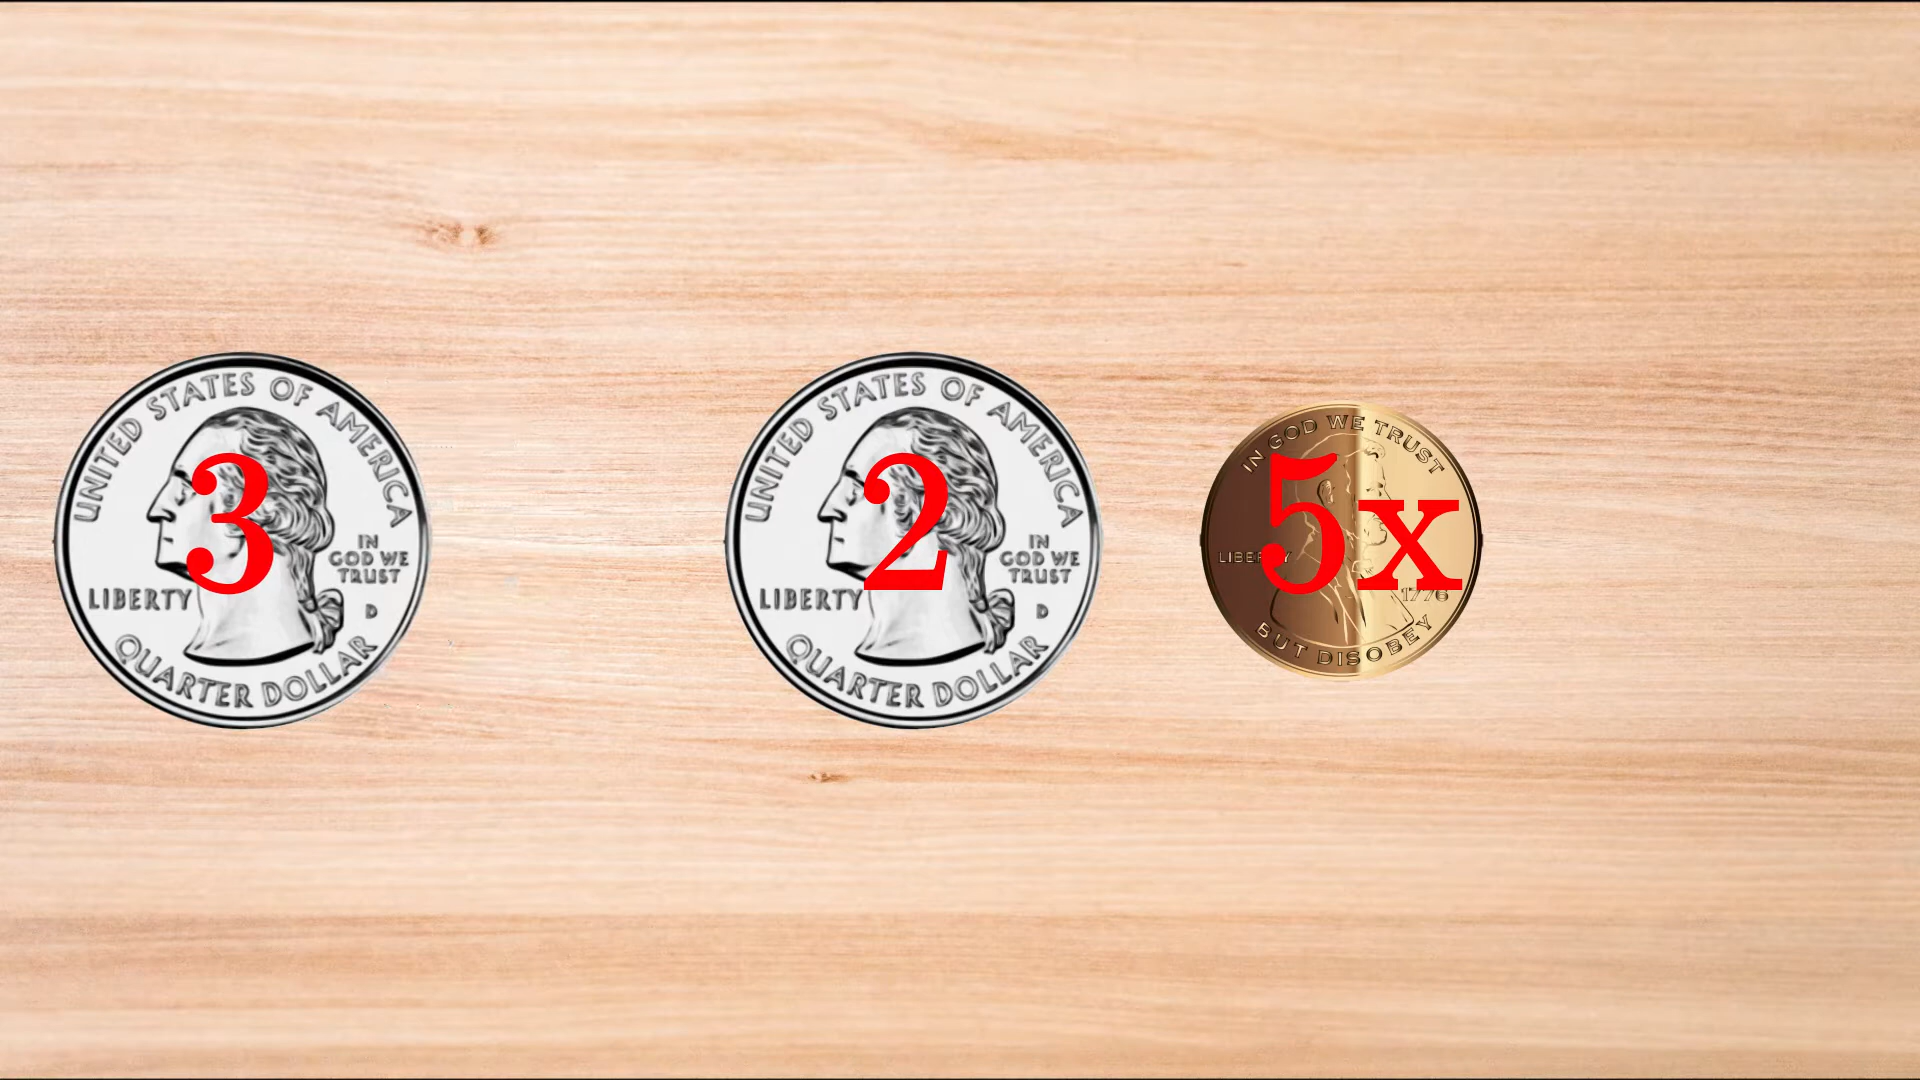 UNITED STATES OF AMERICA
3
IN
GOD WE
TRUST
LIBERTY
D
QUARTER DOLLAR
UNITED STATES OF AMERICA
2
IN
GOD WE
TRUST
LIBERTY
D
QUARTER DOLLAR
IN GOD WE TRUST
5x
LIBERTY
1776
BUT DISOBEY